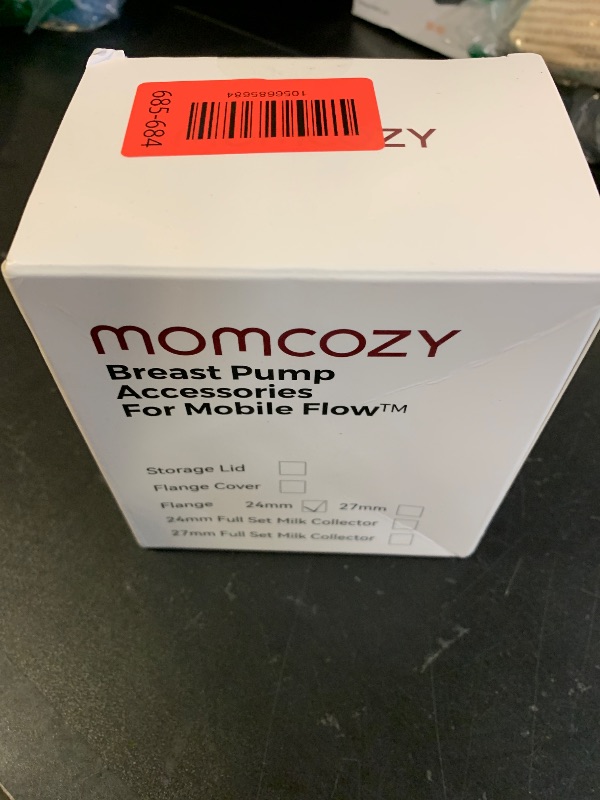 685-684
1056685684
ZY
momcozy
Breast Pump
Accessories
For Mobile Flow™
Storage Lid
Flange Cover
Flange 24mm 27mm
24mm Full Set Milk Collector
27mm Full Set Milk Collector